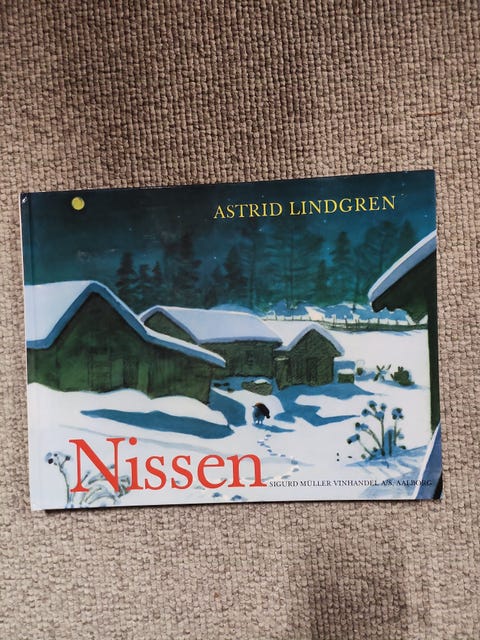 ASTRID LINDGREN
Nissen
SIGURD MÜLLER VINHANDEL A/S, AALBORG